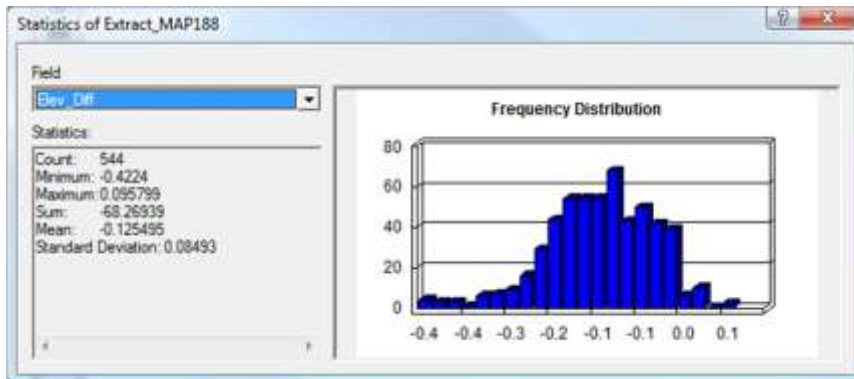 Statistics of Extract_MAP188
Field
Elev_Diff
Statistics:
Count: 544
Minimum: -0.4224
Maximum: 0.095799
Sum: -68.26939
Mean: -0.125495
Standard Deviation: 0.08493
Frequency Distribution
80
60
40
20
0
-0.4 -0.4 -0.3 -0.2 -0.1 -0.1 0.0 0.1